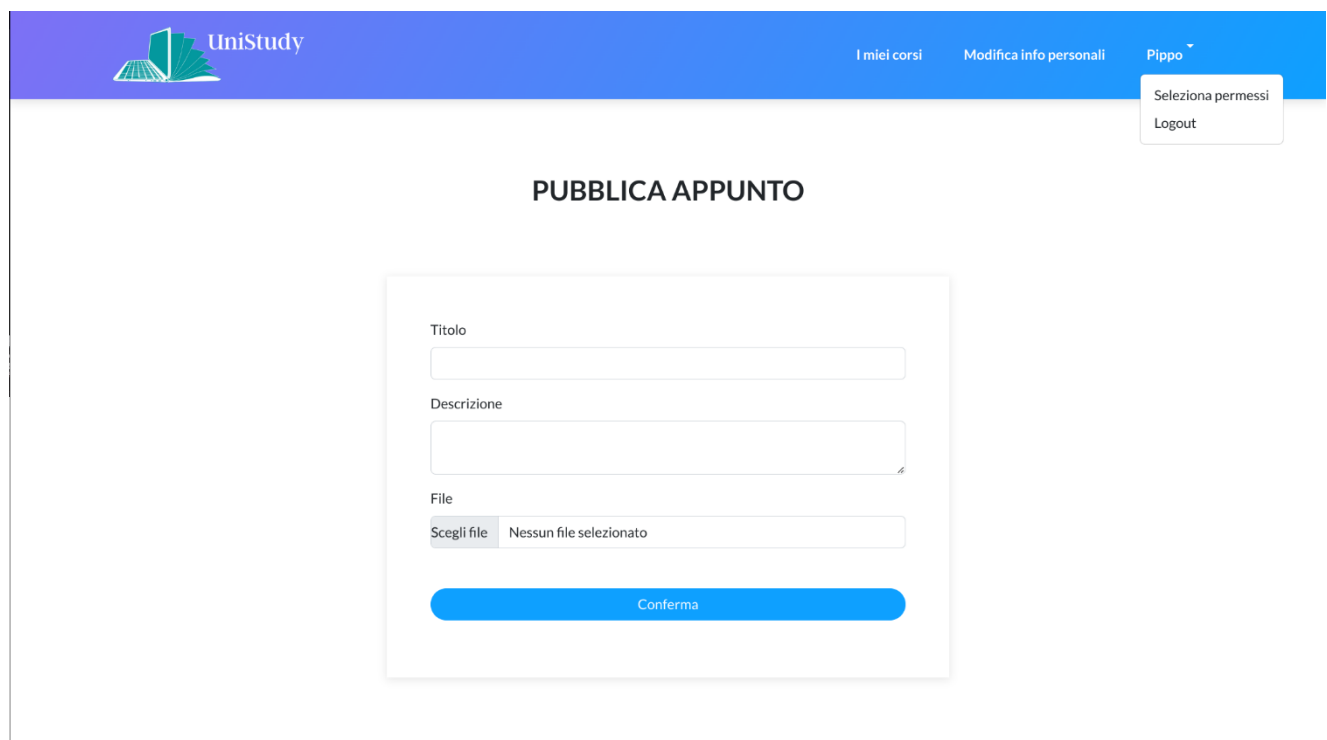 UniStudy
I miei corsi
Modifica info personali
Pippo
Seleziona permessi
Logout
PUBBLICA APPUNTO
Titolo
Descrizione
File
Scegli file Nessun file selezionato
Conferma